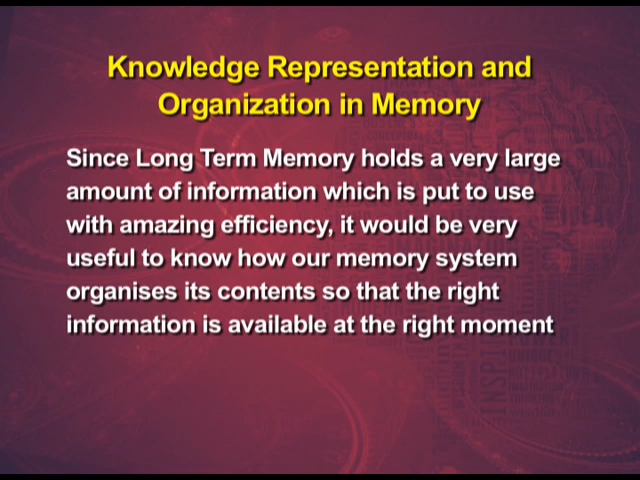 Knowledge Representation and
Organization in Memory
Since Long Term Memory holds a very large
amount of information which is put to use
with amazing efficiency, it would be very
useful to know how our memory system
organises its contents so that the right
information is available at the right moment